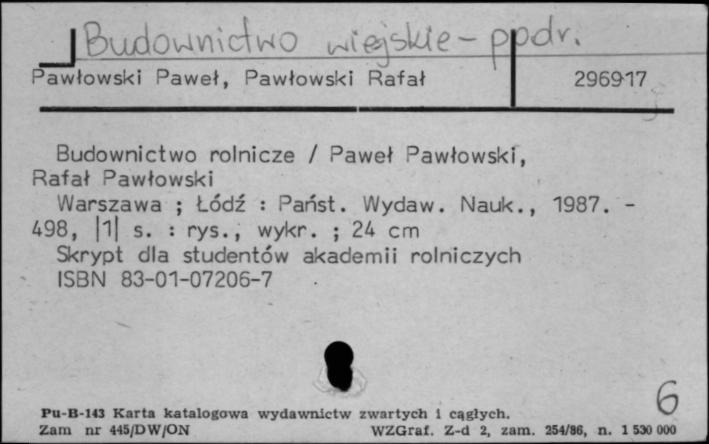 Budownictwo wiejskie - podr.
Pawłowski Paweł, Pawłowski Rafał 296917
Budownictwo rolnicze / Paweł Pawłowski,
Rafał Pawłowski
Warszawa ; Łódź : Państ. Wydaw. Nauk., 1987. -
498, |1| s. : rys., wykr. ; 24 cm
Skrypt dla studentów akademii rolniczych
ISBN 83-01-07206-7
6
Pu-B-143 Karta katalogowa wydawnictw zwartych i ciągłych.
Zam nr 445/DW/ON WZGraf. Z-d 2, zam. 254/86, n. 1 530 000